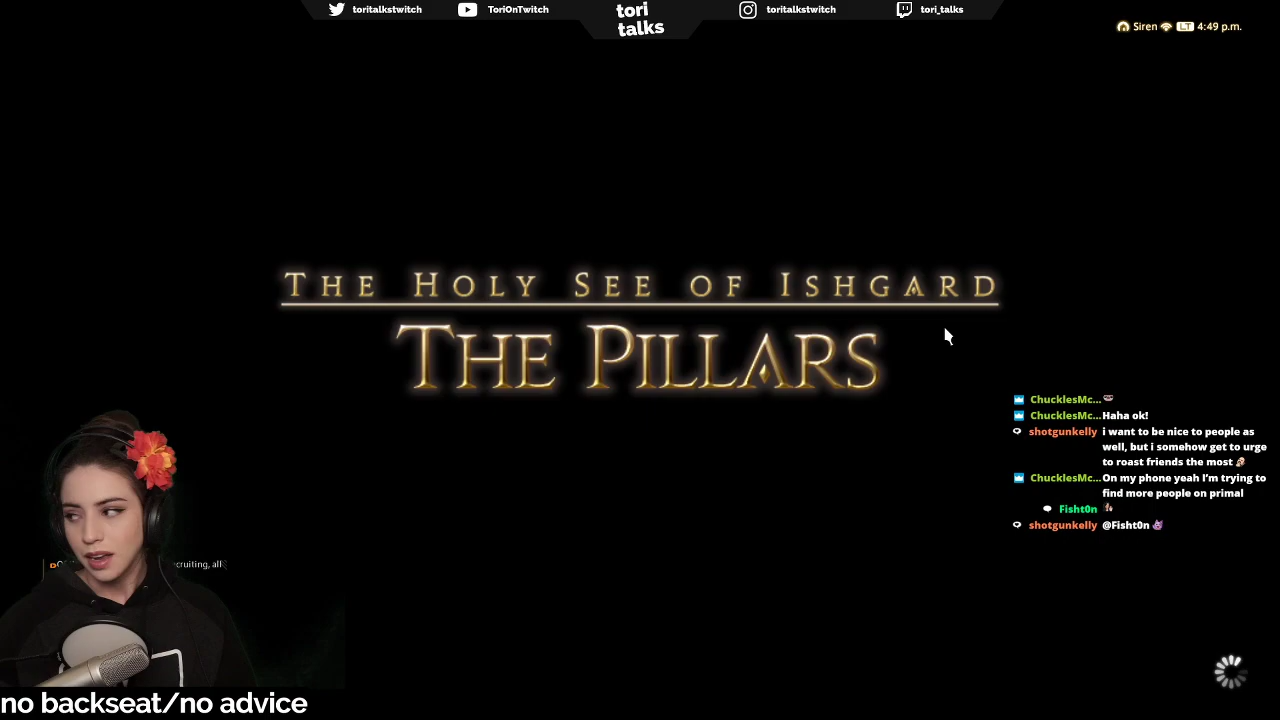 toritalkstwitch
ToriOnTwitch
tori
talks
toritalkstwitch
tori_talks
Siren LT 4:49 p.m.
THE HOLY SEE OF ISHGARD
THE PILLARS
ChucklesMc...
ChucklesMc... Haha ok!
shotgunkelly i want to be nice to people as
well, but i somehow get to urge
to roast friends the most
ChucklesMc... On my phone yeah I'm trying to
find more people on primal
Fisht0n
shotgunkelly @Fisht0n
cruiting, all
no backseat/no advice